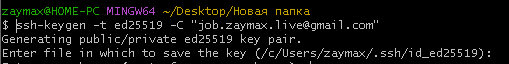 zaymax@HOME-PC MINGW64 ~/Desktop/Новая папка
$ ssh-keygen -t ed25519 -C "job.zaymax.live@gmail.com"
Generating public/private ed25519 key pair.
Enter file in which to save the key (/c/Users/zaymax/.ssh/id_ed25519):